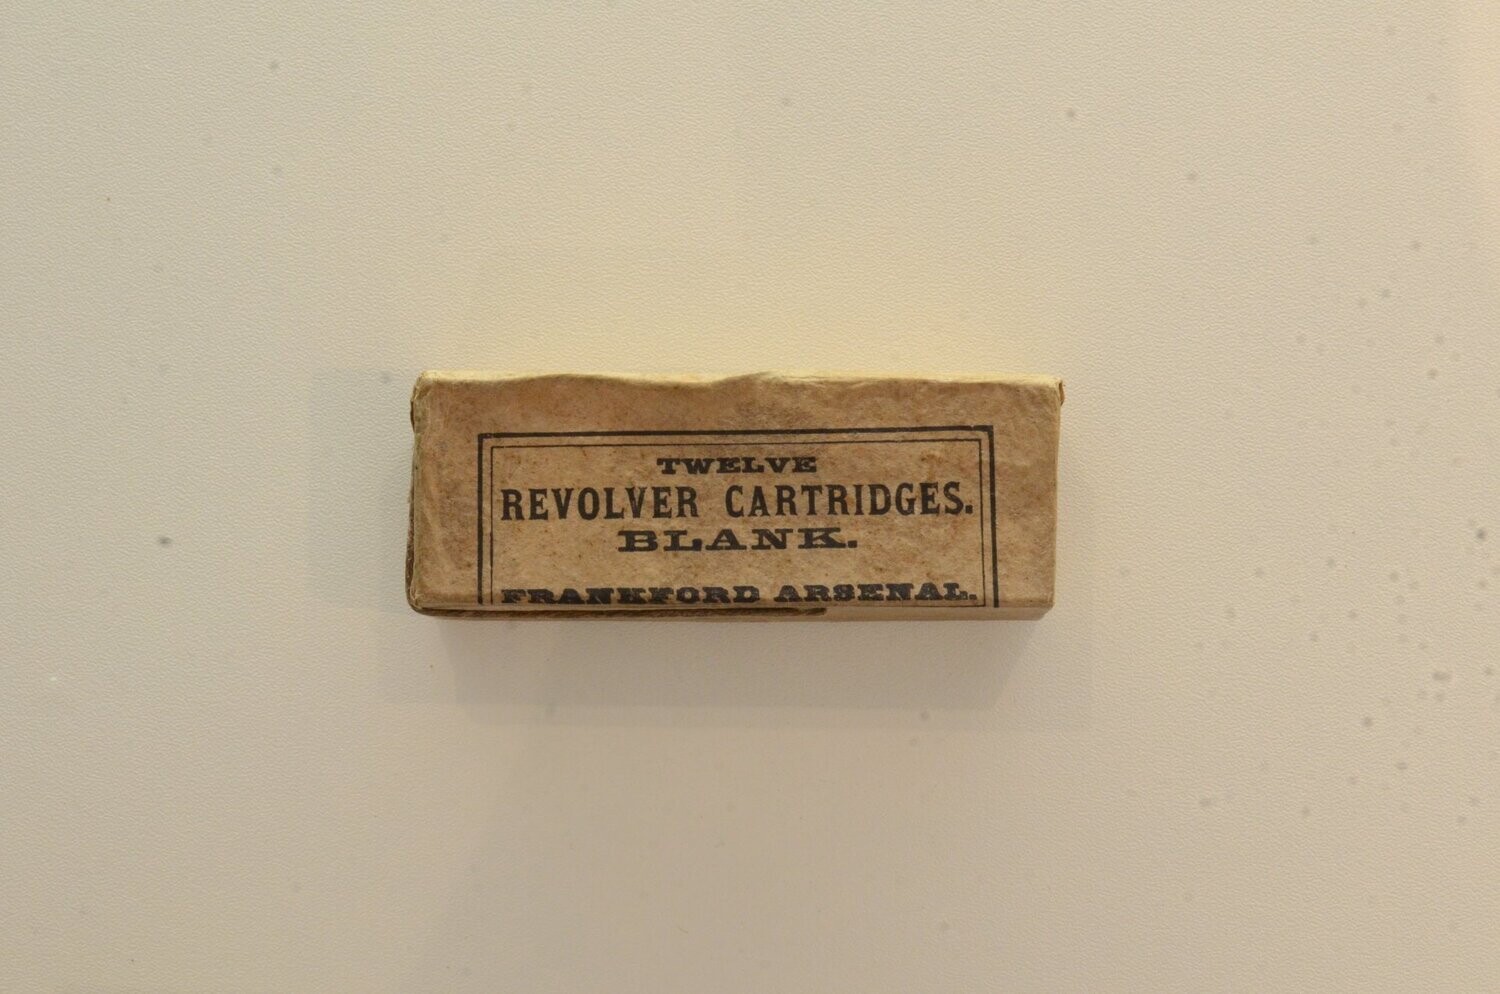 TWELVE
REVOLVER CARTRIDGES.
BLANK.
FRANKFORD ARSENAL.